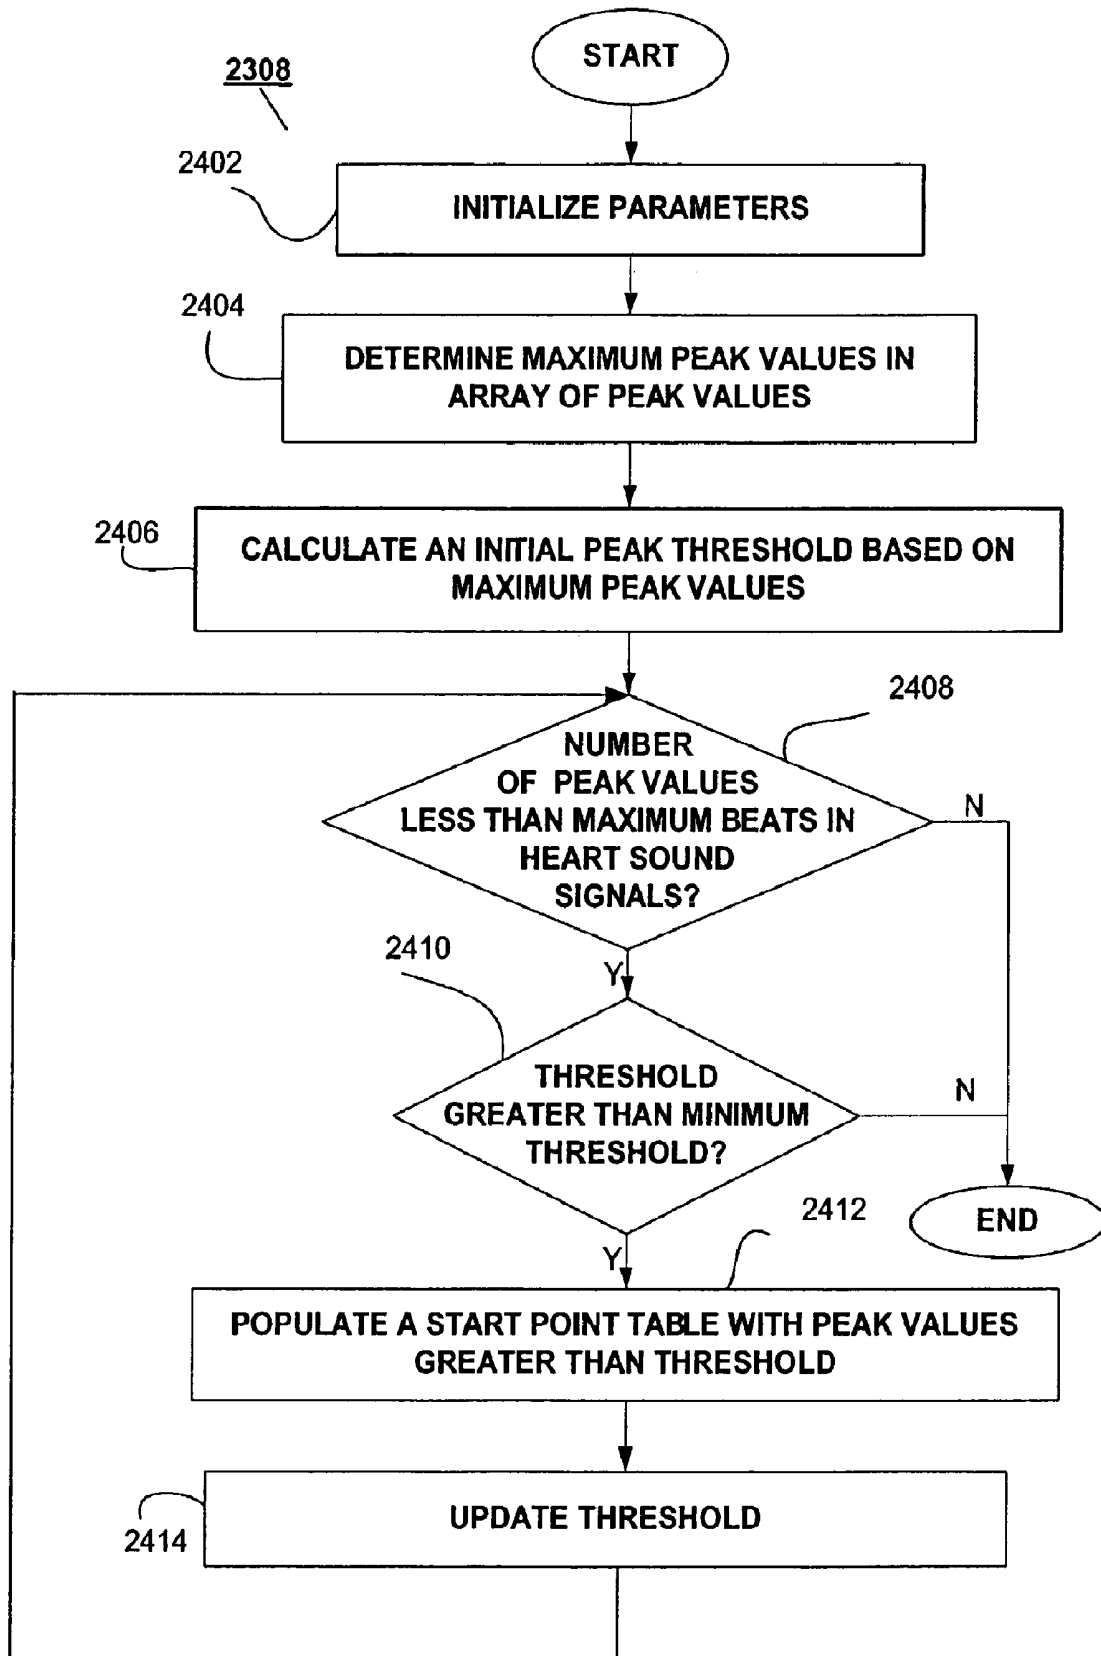 START
2308
2402
INITIALIZE PARAMETERS
2404
DETERMINE MAXIMUM PEAK VALUES IN
ARRAY OF PEAK VALUES
2406
CALCULATE AN INITIAL PEAK THRESHOLD BASED ON
MAXIMUM PEAK VALUES
2408
NUMBER
OF PEAK VALUES
LESS THAN MAXIMUM BEATS IN
HEART SOUND
SIGNALS?
N
Y
2410
THRESHOLD
GREATER THAN MINIMUM
THRESHOLD?
N
END
Y
2412
POPULATE A START POINT TABLE WITH PEAK VALUES
GREATER THAN THRESHOLD
UPDATE THRESHOLD
2414